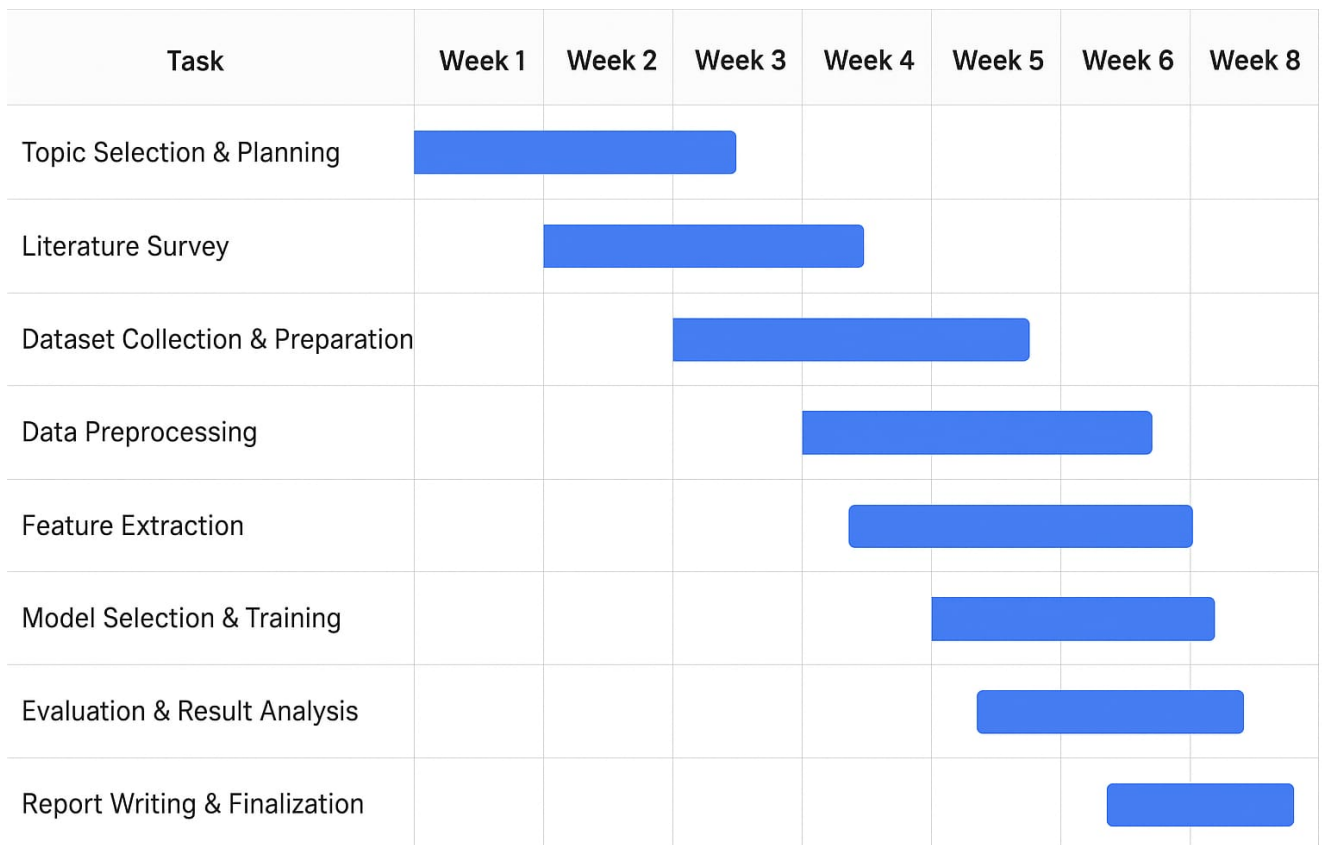 Task Week 1 Week 2 Week 3 Week 4 Week 5 Week 6 Week 8
Topic Selection & Planning
Literature Survey
Dataset Collection & Preparation
Data Preprocessing
Feature Extraction
Model Selection & Training
Evaluation & Result Analysis
Report Writing & Finalization